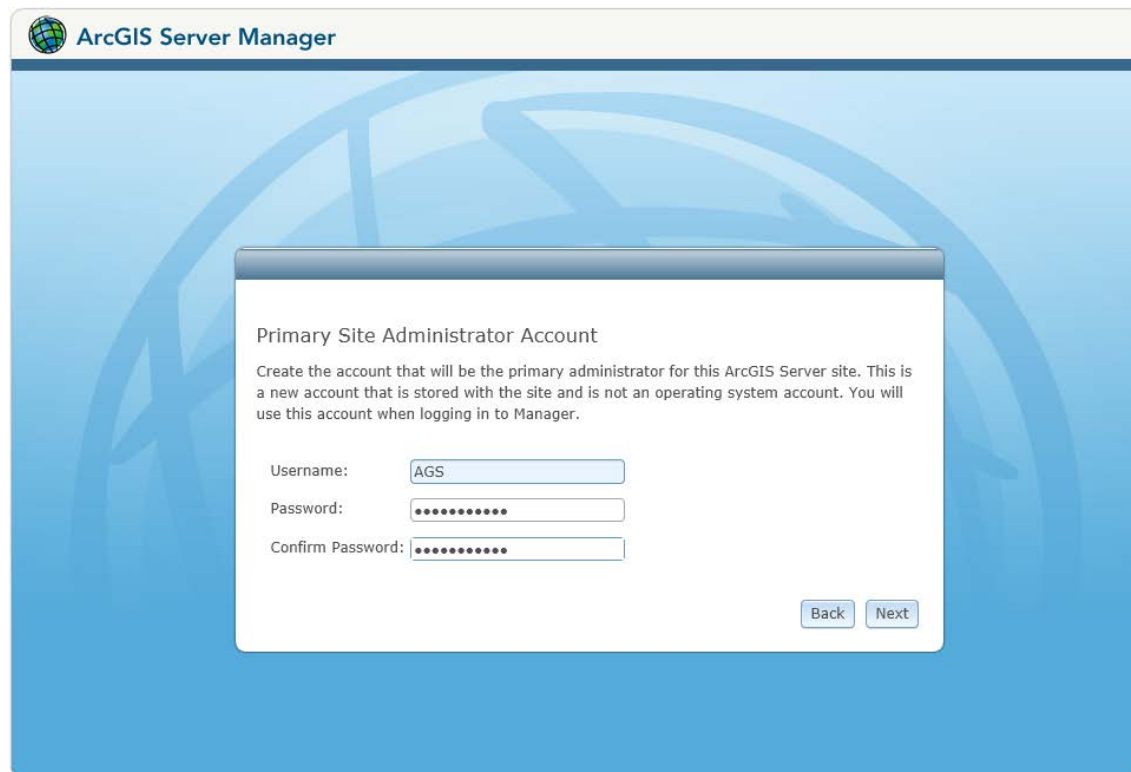 ArcGIS Server Manager
Primary Site Administrator Account
Create the account that will be the primary administrator for this ArcGIS Server site. This is
a new account that is stored with the site and is not an operating system account. You will
use this account when logging in to Manager.
Username: AGS
Password: •••••••••••
Confirm Password: •••••••••••
Back Next